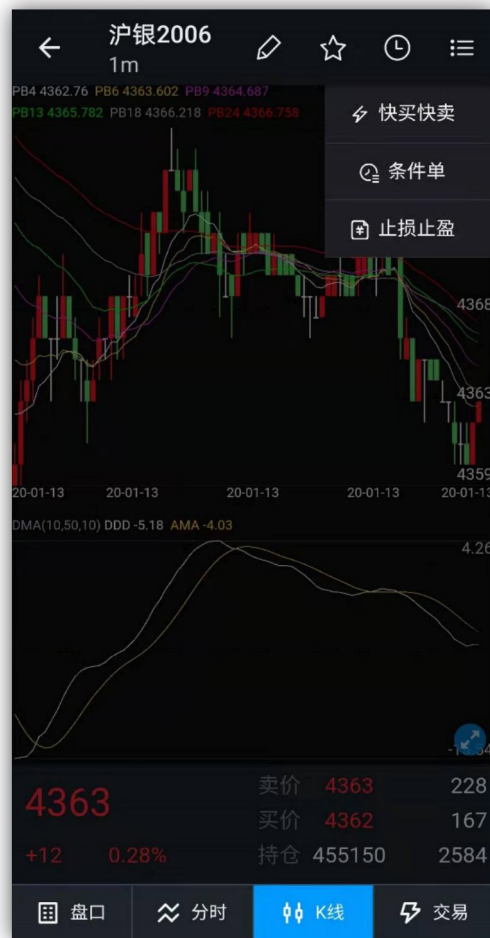 沪银2006
1m
PB4 4362.76 PB6 4363.602 PB9 4364.687
PB13 4365.782 PB18 4366.218 PB24 4366.758
快买快卖
条件单
止损止盈
4368
4363
4359
20-01-13 20-01-13 20-01-13 20-01-13 20-01-1
DMA(10,50,10) DDD -5.18 AMA -4.03
4.26
4363
卖价 4363 228
买价 4362 167
+12 0.28% 持仓 455150 2584
盘口 分时 K线 交易